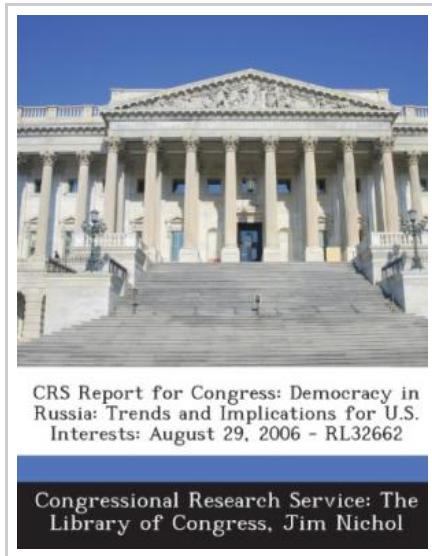 CRS Report for Congress: Democracy in
Russia: Trends and Implications for U.S.
Interests: August 29, 2006 - RL32662
Congressional Research Service: The
Library of Congress, Jim Nichol